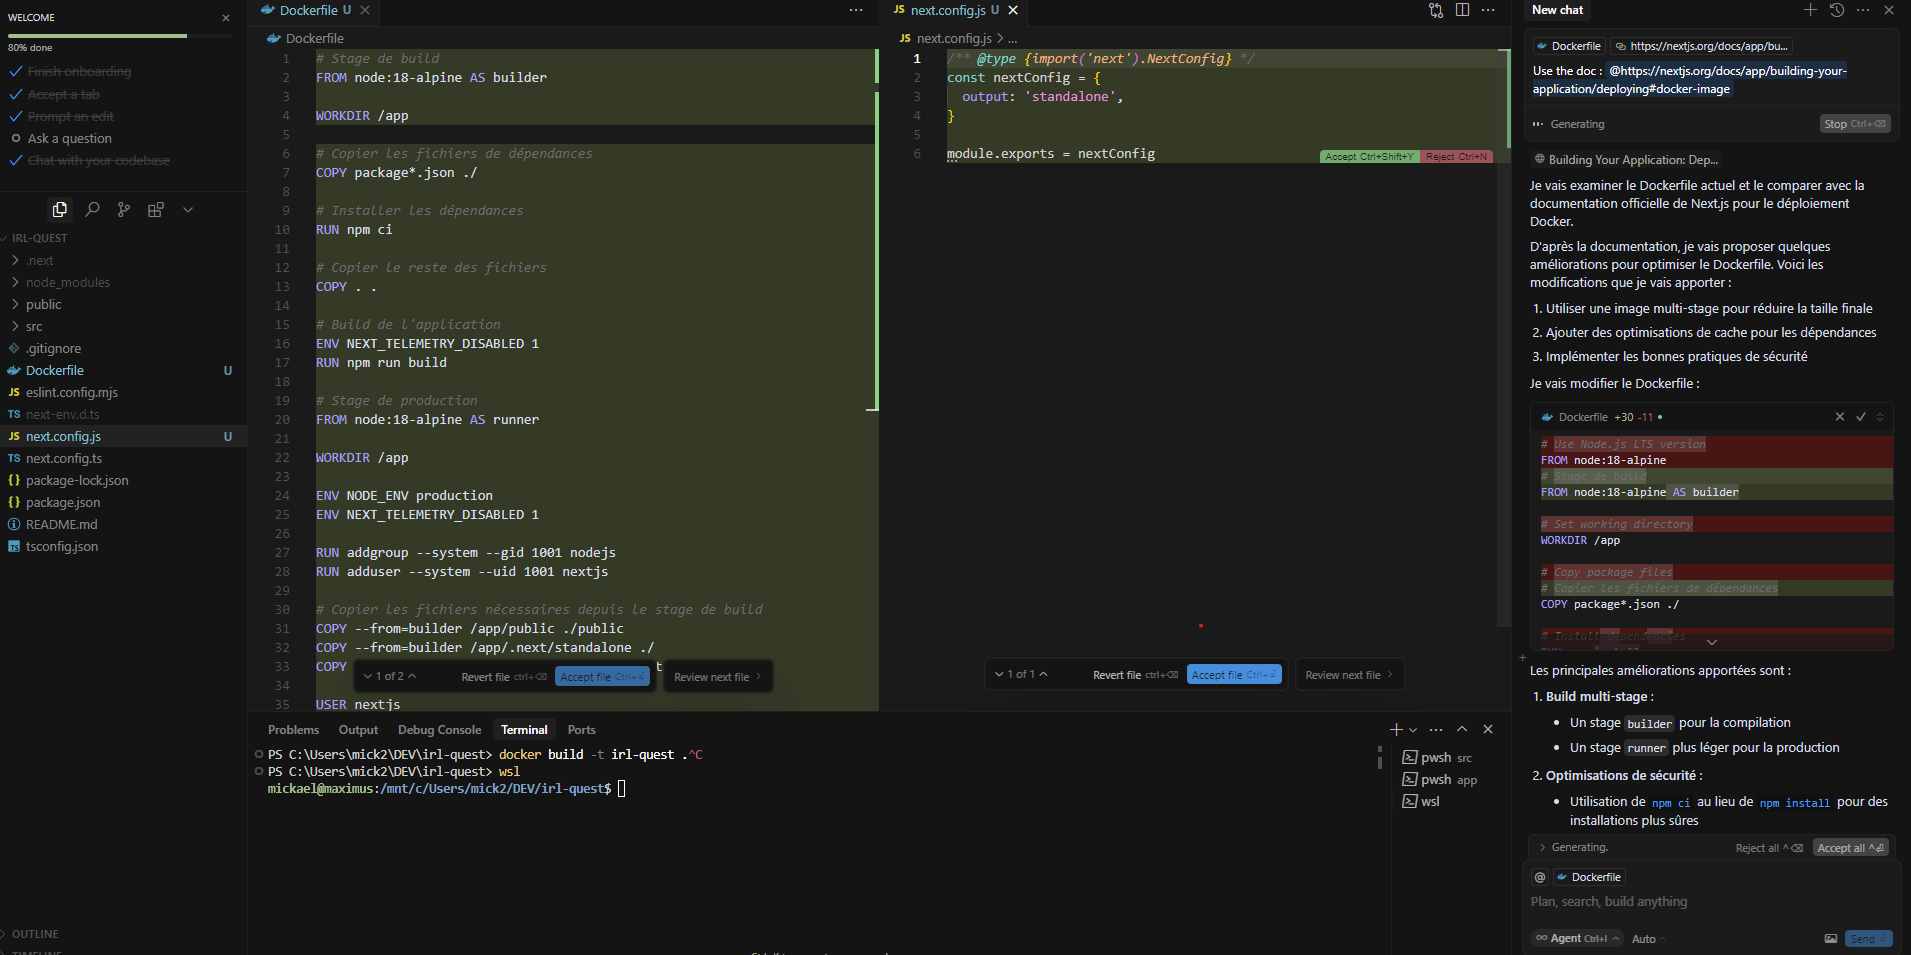 WELCOME
80% done
Finish onboarding
Accept a tab
Prompt an edit
Ask a question
Chat with your codebase
IRL-QUEST
.next
node_modules
public
src
.gitignore
Dockerfile U
eslint.config.mjs
next-env.d.ts
next.config.js U
next.config.ts
package-lock.json
package.json
README.md
tsconfig.json
OUTLINE
TIMELINE
Dockerfile U
Dockerfile
1 # Stage de build
2 FROM node:18-alpine AS builder
3
4 WORKDIR /app
5
6 # Copier les fichiers de dépendances
7 COPY package*.json ./
8
9 # Installer les dépendances
10 RUN npm ci
11
12 # Copier le reste des fichiers
13 COPY . .
14
15 # Build de l'application
16 ENV NEXT_TELEMETRY_DISABLED 1
17 RUN npm run build
18
19 # Stage de production
20 FROM node:18-alpine AS runner
21
22 WORKDIR /app
23
24 ENV NODE_ENV production
25 ENV NEXT_TELEMETRY_DISABLED 1
26
27 RUN addgroup --system --gid 1001 nodejs
28 RUN adduser --system --uid 1001 nextjs
29
30 # Copier les fichiers nécessaires depuis le stage de build
31 COPY --from=builder /app/public ./public
32 COPY --from=builder /app/.next/standalone ./
33 COPY t
34
35 USER nextjs
1 of 2 Revert file ctrl+⌫ Accept file Ctrl+⏎ Review next file
JS next.config.js U
JS next.config.js > ...
1 /** @type {import('next').NextConfig} */
2 const nextConfig = {
3 output: 'standalone',
4 }
5
6 module.exports = nextConfig
Accept Ctrl+Shift+Y Reject Ctrl+N
1 of 1 Revert file ctrl+⌫ Accept file Ctrl+⏎ Review next file
Problems Output Debug Console Terminal Ports
PS C:\Users\mick2\DEV\irl-quest> docker build -t irl-quest .^C
PS C:\Users\mick2\DEV\irl-quest> wsl
mickael@maximus:/mnt/c/Users/mick2/DEV/irl-quest$
pwsh src
pwsh app
wsl
New chat
Dockerfile https://nextjs.org/docs/app/bu...
Use the doc : @https://nextjs.org/docs/app/building-your-
application/deploying#docker-image
Generating Stop Ctrl+⌫
Building Your Application: Dep...
Je vais examiner le Dockerfile actuel et le comparer avec la
documentation officielle de Next.js pour le déploiement
Docker.
D'après la documentation, je vais proposer quelques
améliorations pour optimiser le Dockerfile. Voici les
modifications que je vais apporter :
1. Utiliser une image multi-stage pour réduire la taille finale
2. Ajouter des optimisations de cache pour les dépendances
3. Implémenter les bonnes pratiques de sécurité
Je vais modifier le Dockerfile :
Dockerfile +30 -11
# Use Node.js LTS version
FROM node:18-alpine
# Stage de build
FROM node:18-alpine AS builder
# Set working directory
WORKDIR /app
# Copy package files
# Copier les fichiers de dépendances
COPY package*.json ./
# Install dependencies
Les principales améliorations apportées sont :
1. Build multi-stage :
Un stage builder pour la compilation
Un stage runner plus léger pour la production
2. Optimisations de sécurité :
Utilisation de npm ci au lieu de npm install pour des
installations plus sûres
Generating. Reject all ^⌫ Accept all ^⏎
@ Dockerfile
Plan, search, build anything
Agent Ctrl+I Auto Send